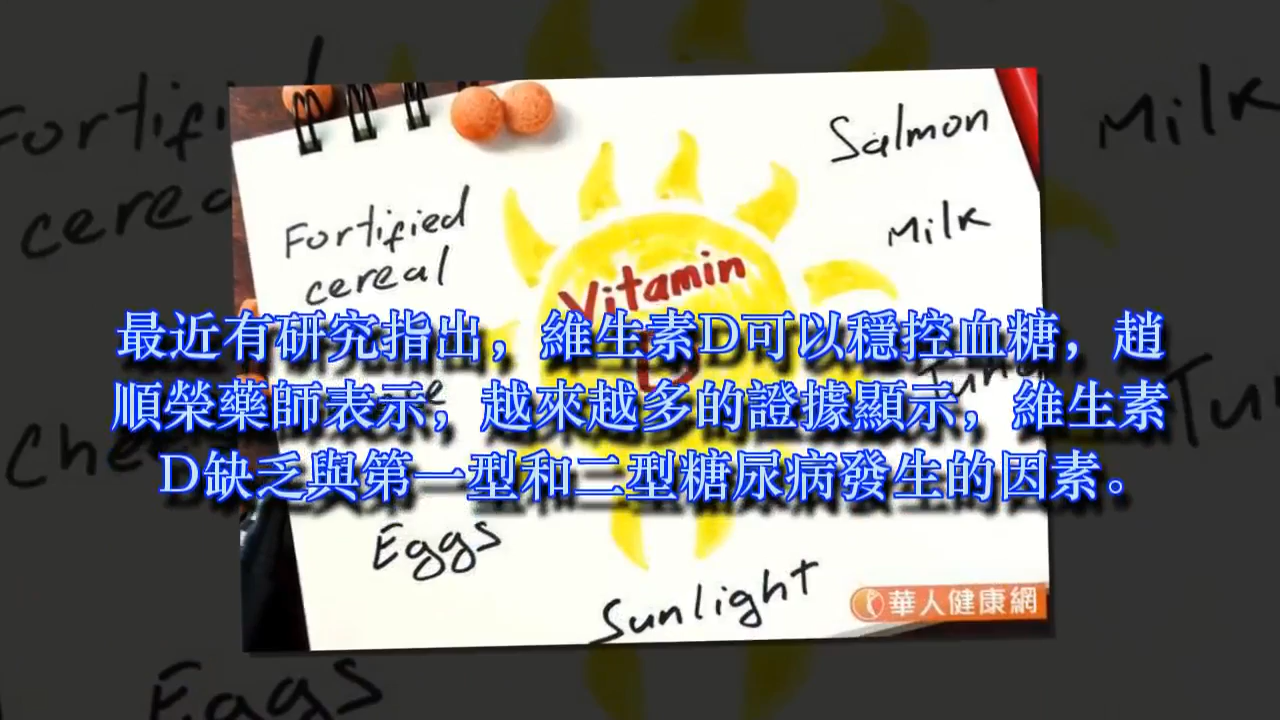 Fortified
cereal
Salmon
Milk
Vitamin
D
最近有研究指出，維生素D可以穩控血糖，趙
順榮藥師表示，越來越多的證據顯示，維生素
D缺乏與第一型和二型糖尿病發生的因素。
Eggs
Sunlight
華人健康網